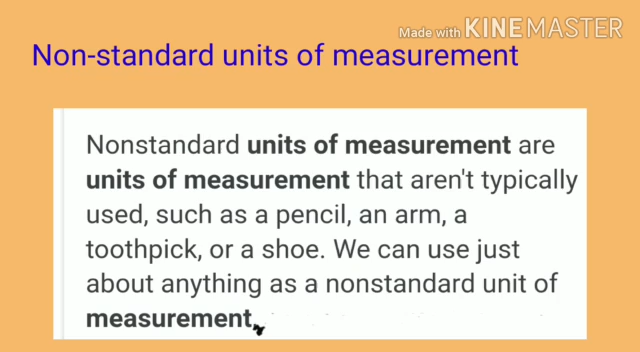 Made with KINEMASTER
Non-standard units of measurement
Nonstandard units of measurement are
units of measurement that aren't typically
used, such as a pencil, an arm, a
toothpick, or a shoe. We can use just
about anything as a nonstandard unit of
measurement.